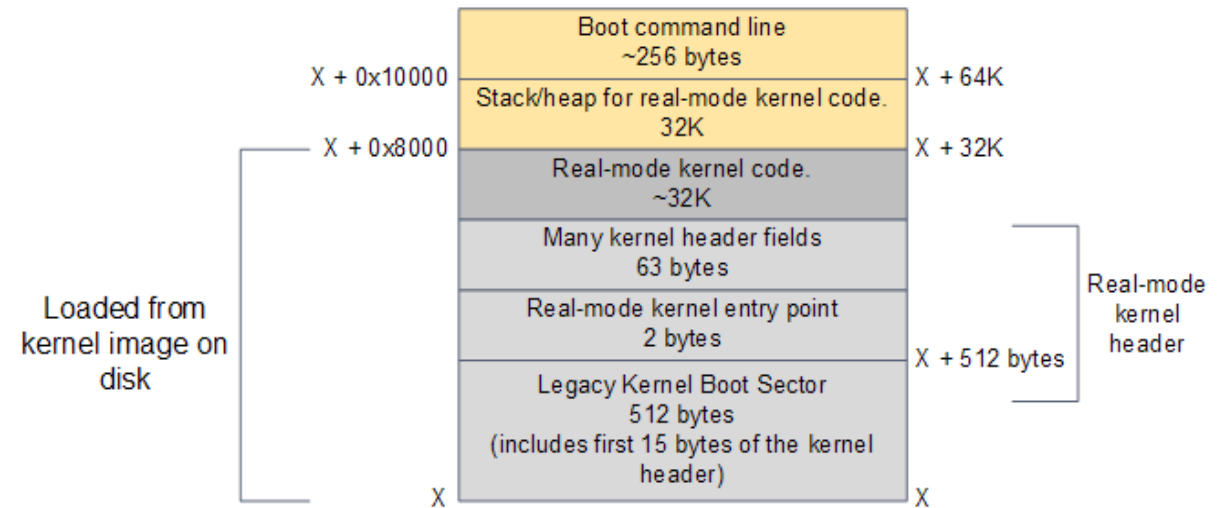 Boot command line
~256 bytes
X + 0x10000
X + 64K
Stack/heap for real-mode kernel code.
32K
X + 0x8000
X + 32K
Real-mode kernel code.
~32K
Many kernel header fields
63 bytes
Real-mode
kernel
header
Loaded from
kernel image on
disk
Real-mode kernel entry point
2 bytes
X + 512 bytes
Legacy Kernel Boot Sector
512 bytes
(includes first 15 bytes of the kernel
header)
X
X